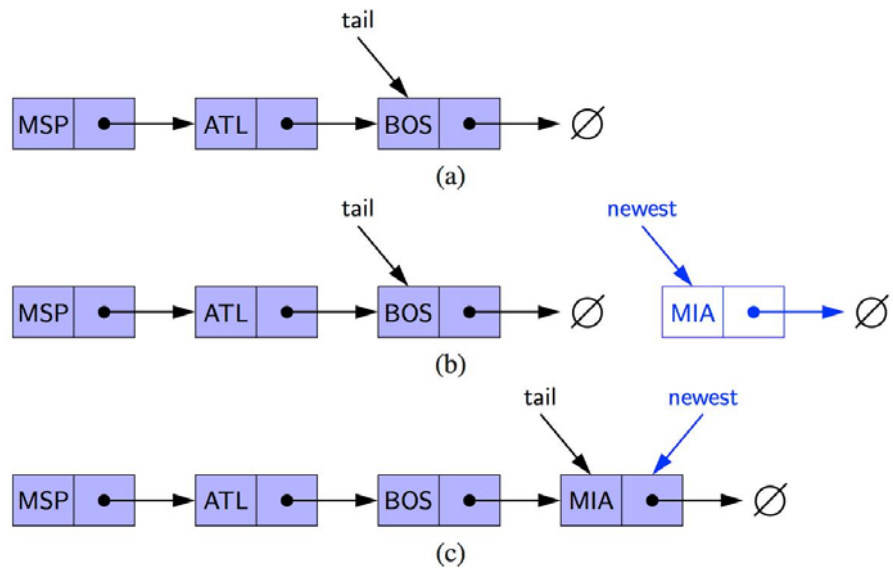 tail
MSP ATL BOS ∅
(a)
tail newest
MSP ATL BOS ∅ MIA ∅
(b)
tail newest
MSP ATL BOS MIA ∅
(c)